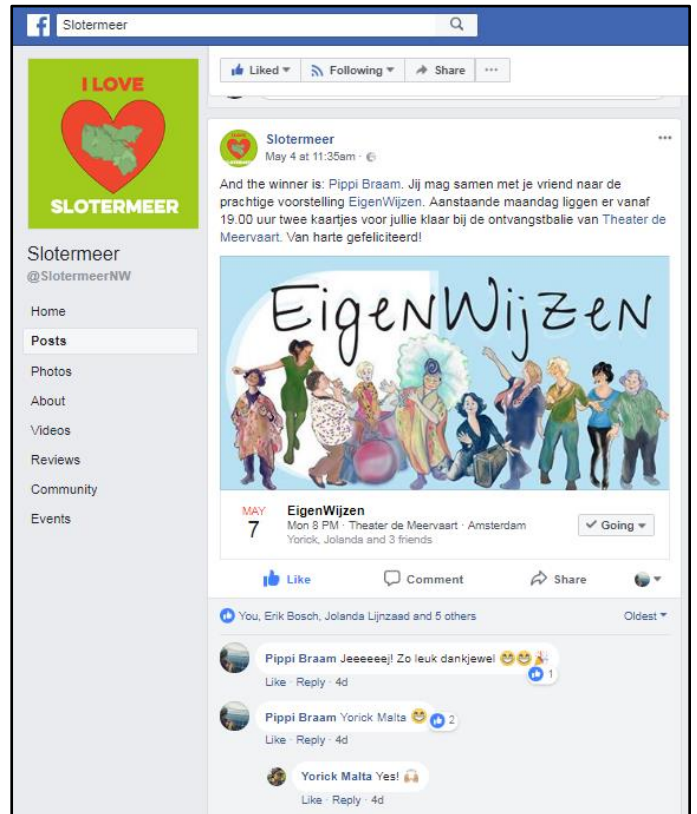 Slotermeer
I LOVE
SLOTERMEER
Slotermeer
@SlotermeerNW
Home
Posts
Photos
About
Videos
Reviews
Community
Events
Liked
Following
Share
Slotermeer
May 4 at 11:35am
And the winner is: Pippi Braam. Jij mag samen met je vriend naar de
prachtige voorstelling EigenWijzen. Aanstaande maandag liggen er vanaf
19.00 uur twee kaartjes voor jullie klaar bij de ontvangstbalie van Theater de
Meervaart. Van harte gefeliciteerd!
EigenWijzen
MAY
7
EigenWijzen
Mon 8 PM · Theater de Meervaart · Amsterdam
Yorick, Jolanda and 3 friends
Going
Like Comment Share
You, Erik Bosch, Jolanda Lijnzaad and 5 others Oldest
Pippi Braam Jeeeeeej! Zo leuk dankjewel
1
Like · Reply · 4d
Pippi Braam Yorick Malta 2
Like · Reply · 4d
Yorick Malta Yes!
Like · Reply · 4d